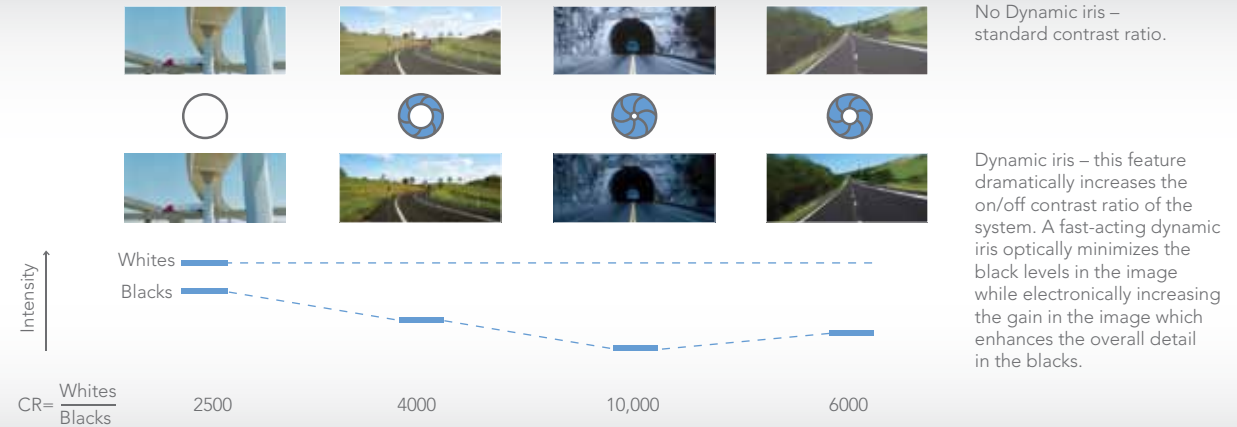 No Dynamic iris –
standard contrast ratio.
Dynamic iris – this feature
dramatically increases the
on/off contrast ratio of the
system. A fast-acting dynamic
iris optically minimizes the
black levels in the image
while electronically increasing
the gain in the image which
enhances the overall detail
in the blacks.
Intensity
Whites
Blacks
CR= Whites
Blacks
2500 4000 10,000 6000